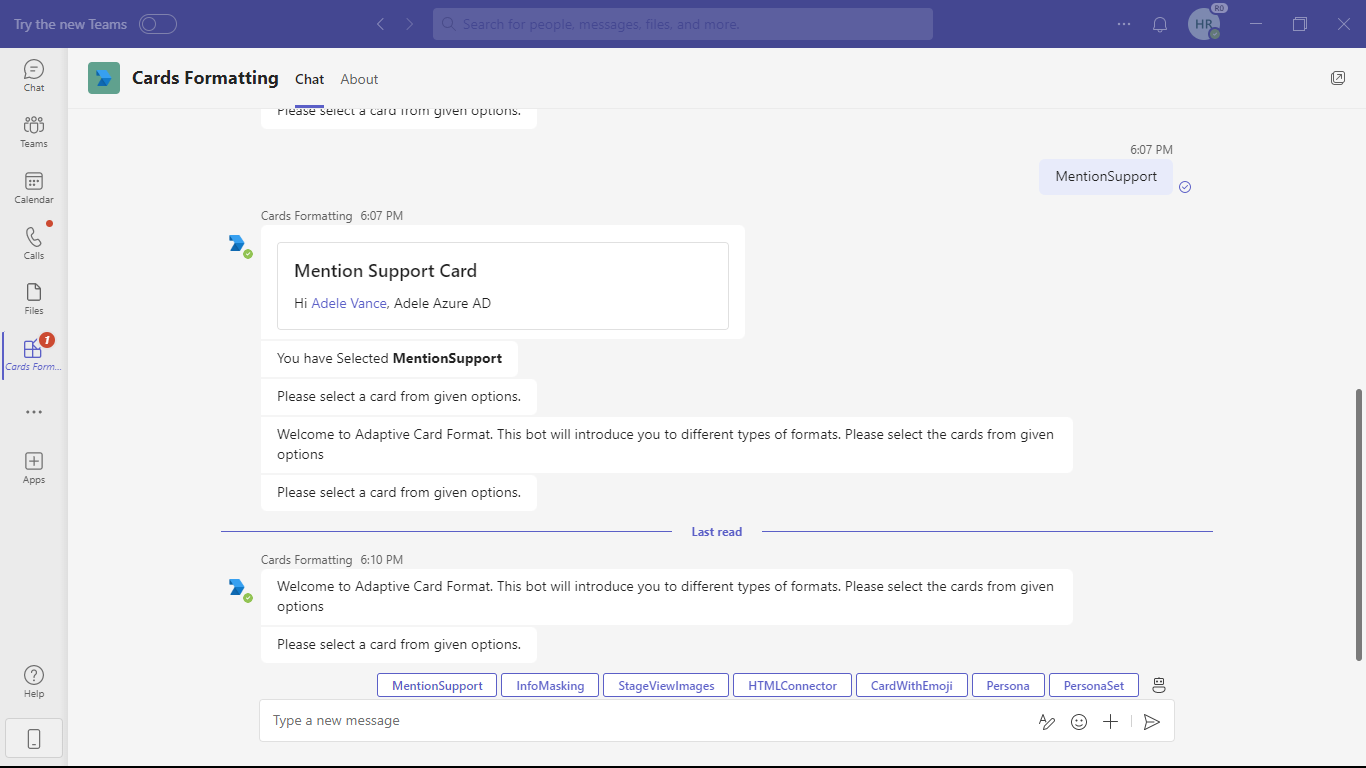 Try the new Teams
Search for people, messages, files, and more.
HR
RD
Chat
Teams
Calendar
Calls
Files
1
Cards Form...
Apps
Help
Cards Formatting
Chat
About
Please select a card from given options.
6:07 PM
MentionSupport
Cards Formatting 6:07 PM
Mention Support Card
Hi Adele Vance, Adele Azure AD
You have Selected MentionSupport
Please select a card from given options.
Welcome to Adaptive Card Format. This bot will introduce you to different types of formats. Please select the cards from given
options
Please select a card from given options.
Last read
Cards Formatting 6:10 PM
Welcome to Adaptive Card Format. This bot will introduce you to different types of formats. Please select the cards from given
options
Please select a card from given options.
MentionSupport InfoMasking StageViewImages HTMLConnector CardWithEmoji Persona PersonaSet
Type a new message